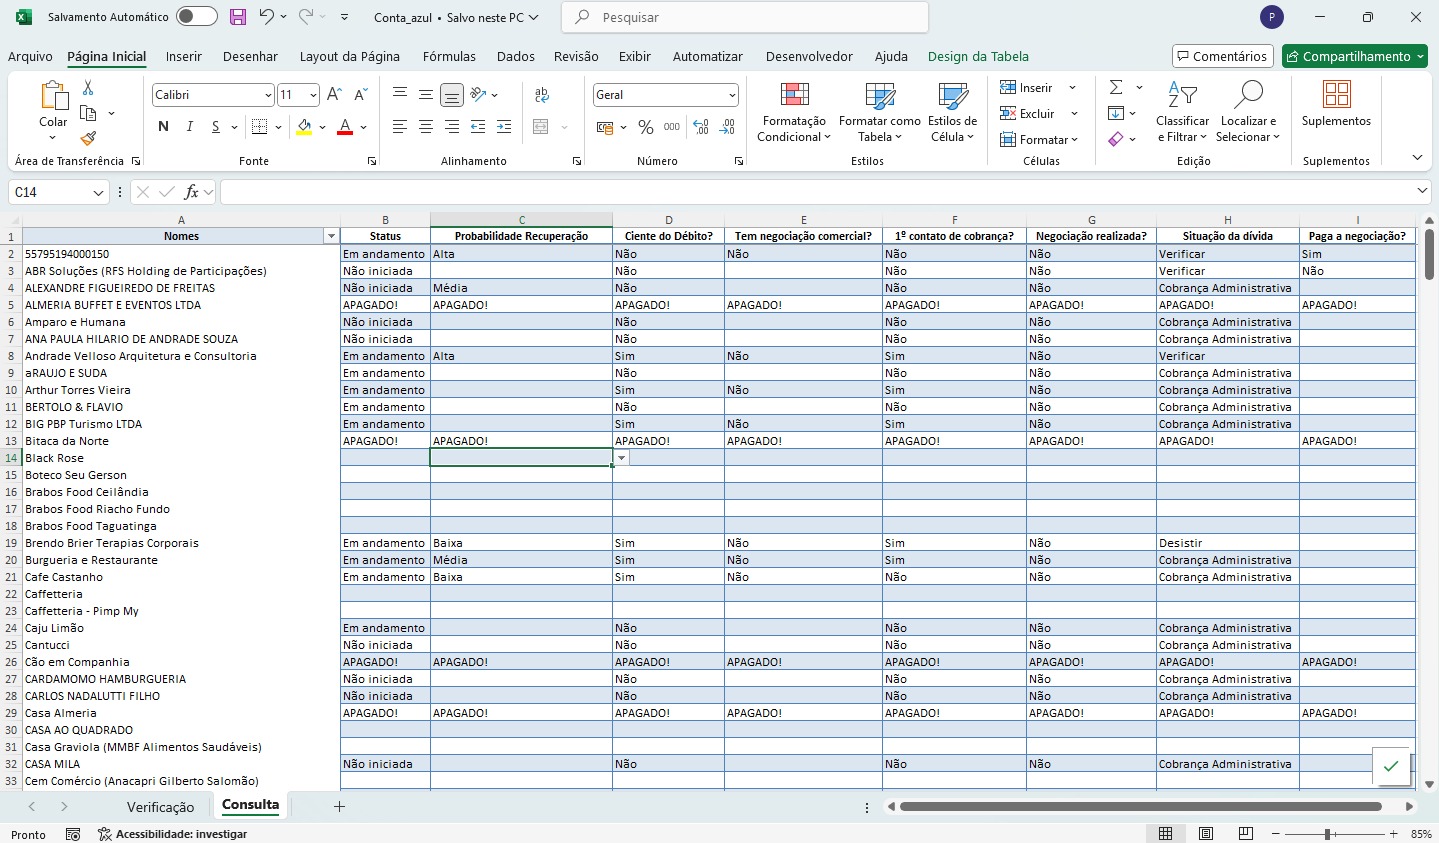 Salvamento Automático
Conta_azul • Salvo neste PC
Pesquisar
P
Arquivo Página Inicial Inserir Desenhar Layout da Página Fórmulas Dados Revisão Exibir Automatizar Desenvolvedor Ajuda Design da Tabela Comentários Compartilhamento
Colar
Área de Transferência
Calibri 11
N I S
Fonte
Alinhamento
Geral
% 000
Número
Formatação Condicional
Formatar como Tabela
Estilos de Célula
Estilos
Inserir
Excluir
Formatar
Células
Classificar e Filtrar
Localizar e Selecionar
Edição
Suplementos
Suplementos
C14 fx
A B C D E F G H I
1 Nomes Status Probabilidade Recuperação Ciente do Débito? Tem negociação comercial? 1º contato de cobrança? Negociação realizada? Situação da dívida Paga a negociação?
2 55795194000150 Em andamento Alta Não Não Não Não Verificar Sim
3 ABR Soluções (RFS Holding de Participações) Não iniciada Não Não Não Verificar Não
4 ALEXANDRE FIGUEIREDO DE FREITAS Não iniciada Média Não Não Não Cobrança Administrativa
5 ALMERIA BUFFET E EVENTOS LTDA APAGADO! APAGADO! APAGADO! APAGADO! APAGADO! APAGADO! APAGADO! APAGADO!
6 Amparo e Humana Não iniciada Não Não Não Cobrança Administrativa
7 ANA PAULA HILARIO DE ANDRADE SOUZA Não iniciada Não Não Não Cobrança Administrativa
8 Andrade Velloso Arquitetura e Consultoria Em andamento Alta Sim Não Sim Não Verificar
9 aRAUJO E SUDA Em andamento Não Não Não Cobrança Administrativa
10 Arthur Torres Vieira Em andamento Sim Não Sim Não Cobrança Administrativa
11 BERTOLO & FLAVIO Em andamento Não Não Não Cobrança Administrativa
12 BIG PBP Turismo LTDA Em andamento Sim Não Sim Não Cobrança Administrativa
13 Bitaca da Norte APAGADO! APAGADO! APAGADO! APAGADO! APAGADO! APAGADO! APAGADO! APAGADO!
14 Black Rose
15 Boteco Seu Gerson
16 Brabos Food Ceilândia
17 Brabos Food Riacho Fundo
18 Brabos Food Taguatinga
19 Brendo Brier Terapias Corporais Em andamento Baixa Sim Não Sim Não Desistir
20 Burgueria e Restaurante Em andamento Média Sim Não Sim Não Cobrança Administrativa
21 Cafe Castanho Em andamento Baixa Sim Não Não Não Cobrança Administrativa
22 Caffetteria
23 Caffetteria - Pimp My
24 Caju Limão Em andamento Não Não Não Cobrança Administrativa
25 Cantucci Não iniciada Não Não Não Cobrança Administrativa
26 Cão em Companhia APAGADO! APAGADO! APAGADO! APAGADO! APAGADO! APAGADO! APAGADO! APAGADO!
27 CARDAMOMO HAMBURGUERIA Não iniciada Não Não Não Cobrança Administrativa
28 CARLOS NADALUTTI FILHO Não iniciada Não Não Não Cobrança Administrativa
29 Casa Almeria APAGADO! APAGADO! APAGADO! APAGADO! APAGADO! APAGADO! APAGADO! APAGADO!
30 CASA AO QUADRADO
31 Casa Graviola (MMBF Alimentos Saudáveis)
32 CASA MILA Não iniciada Não Não Não Cobrança Administrativa
33 Cem Comércio (Anacapri Gilberto Salomão)
Verificação Consulta
Pronto Acessibilidade: investigar 85%